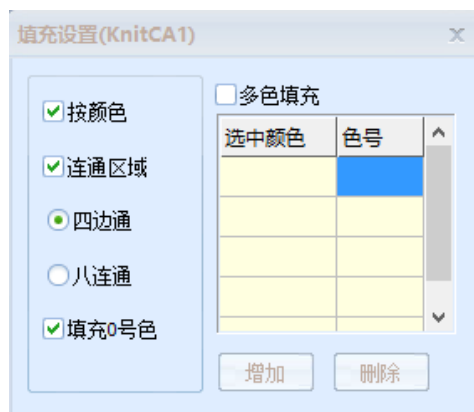 填充设置(KnitCA1)
按颜色
连通区域
四边通
八连通
填充0号色
多色填充
选中颜色 色号
增加 删除